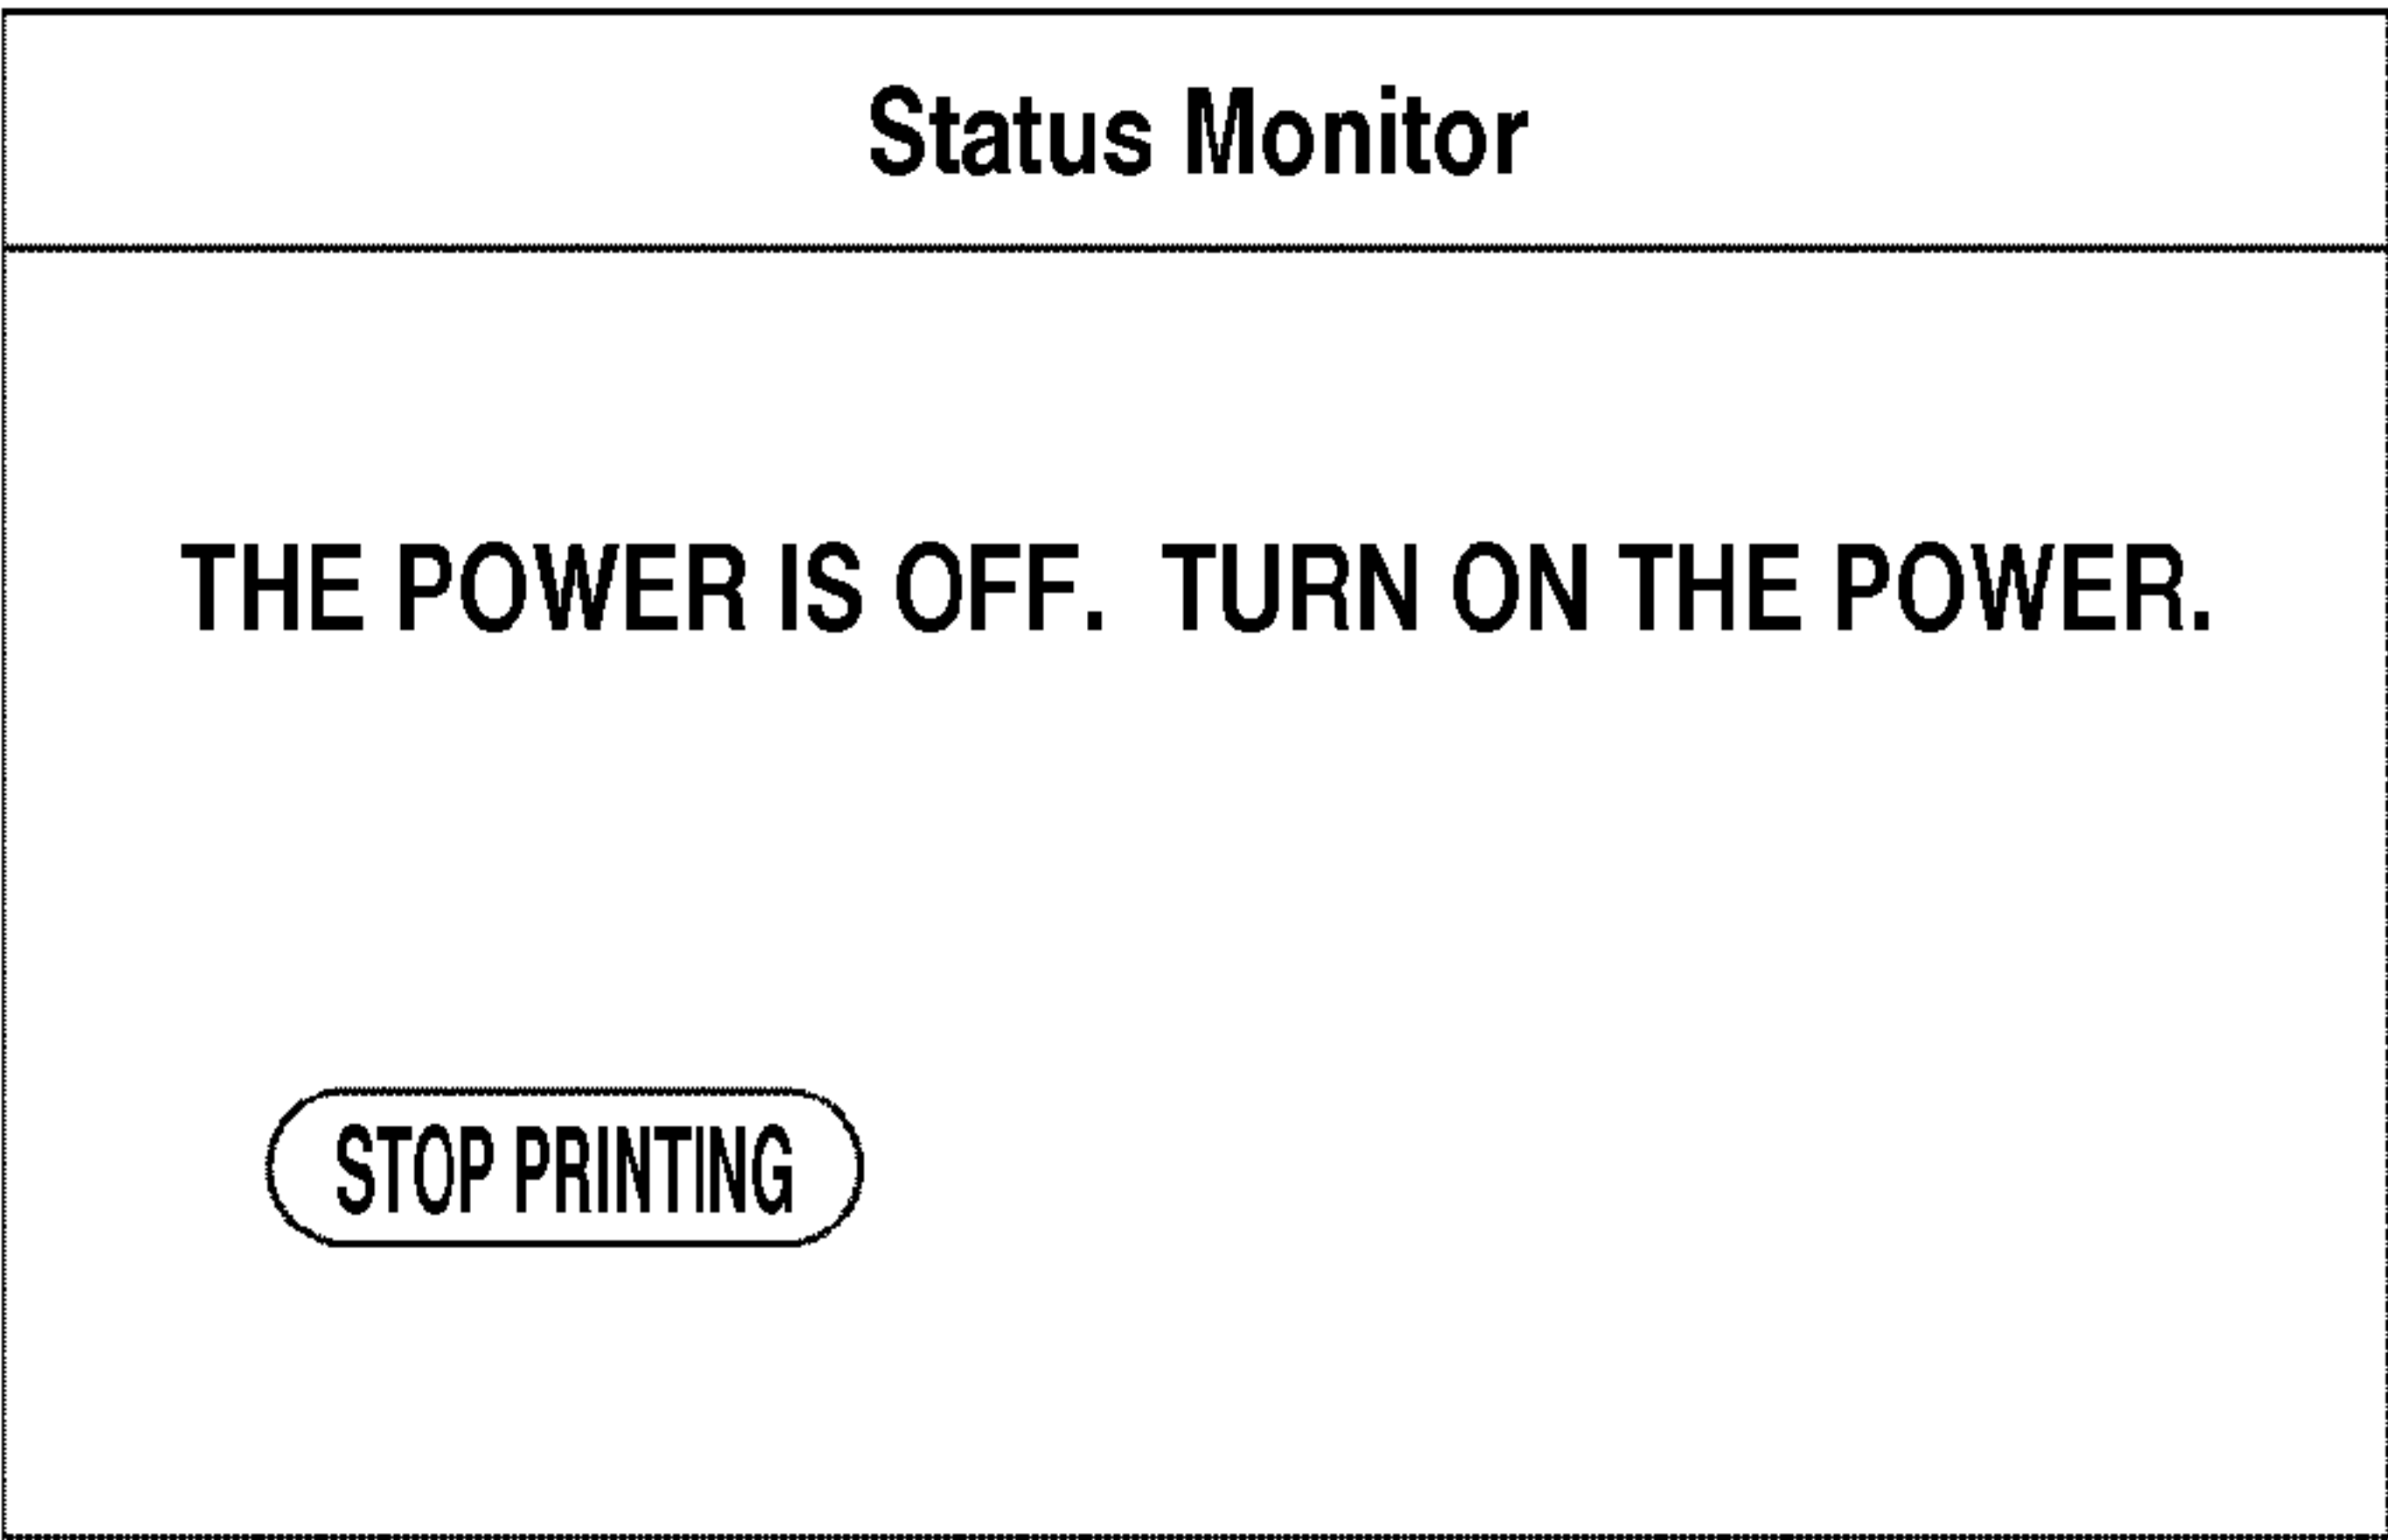 Status Monitor
THE POWER IS OFF. TURN ON THE POWER.
STOP PRINTING